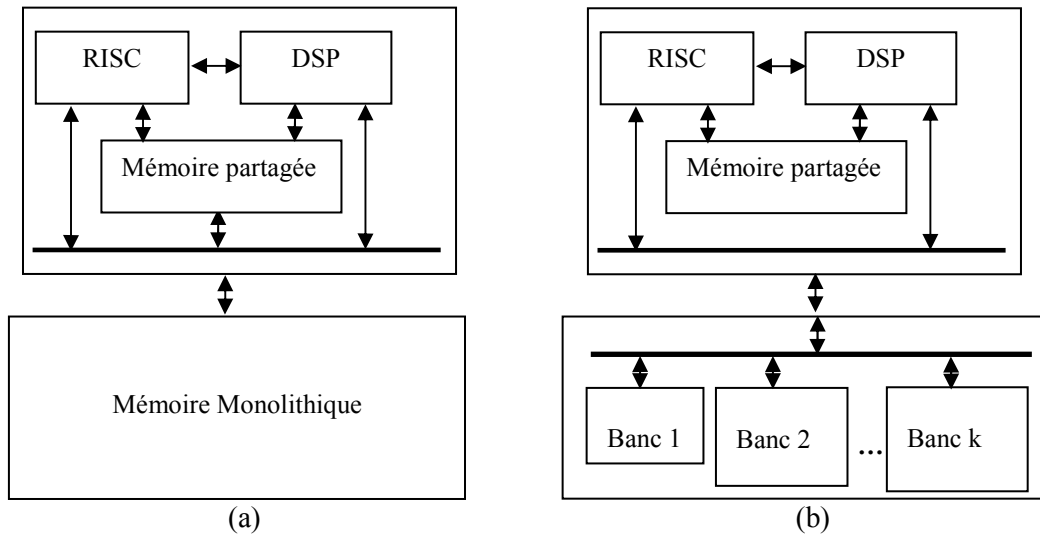 RISC
DSP
Mémoire partagée
Mémoire Monolithique
(a)
RISC
DSP
Mémoire partagée
Banc 1
Banc 2
...
Banc k
(b)